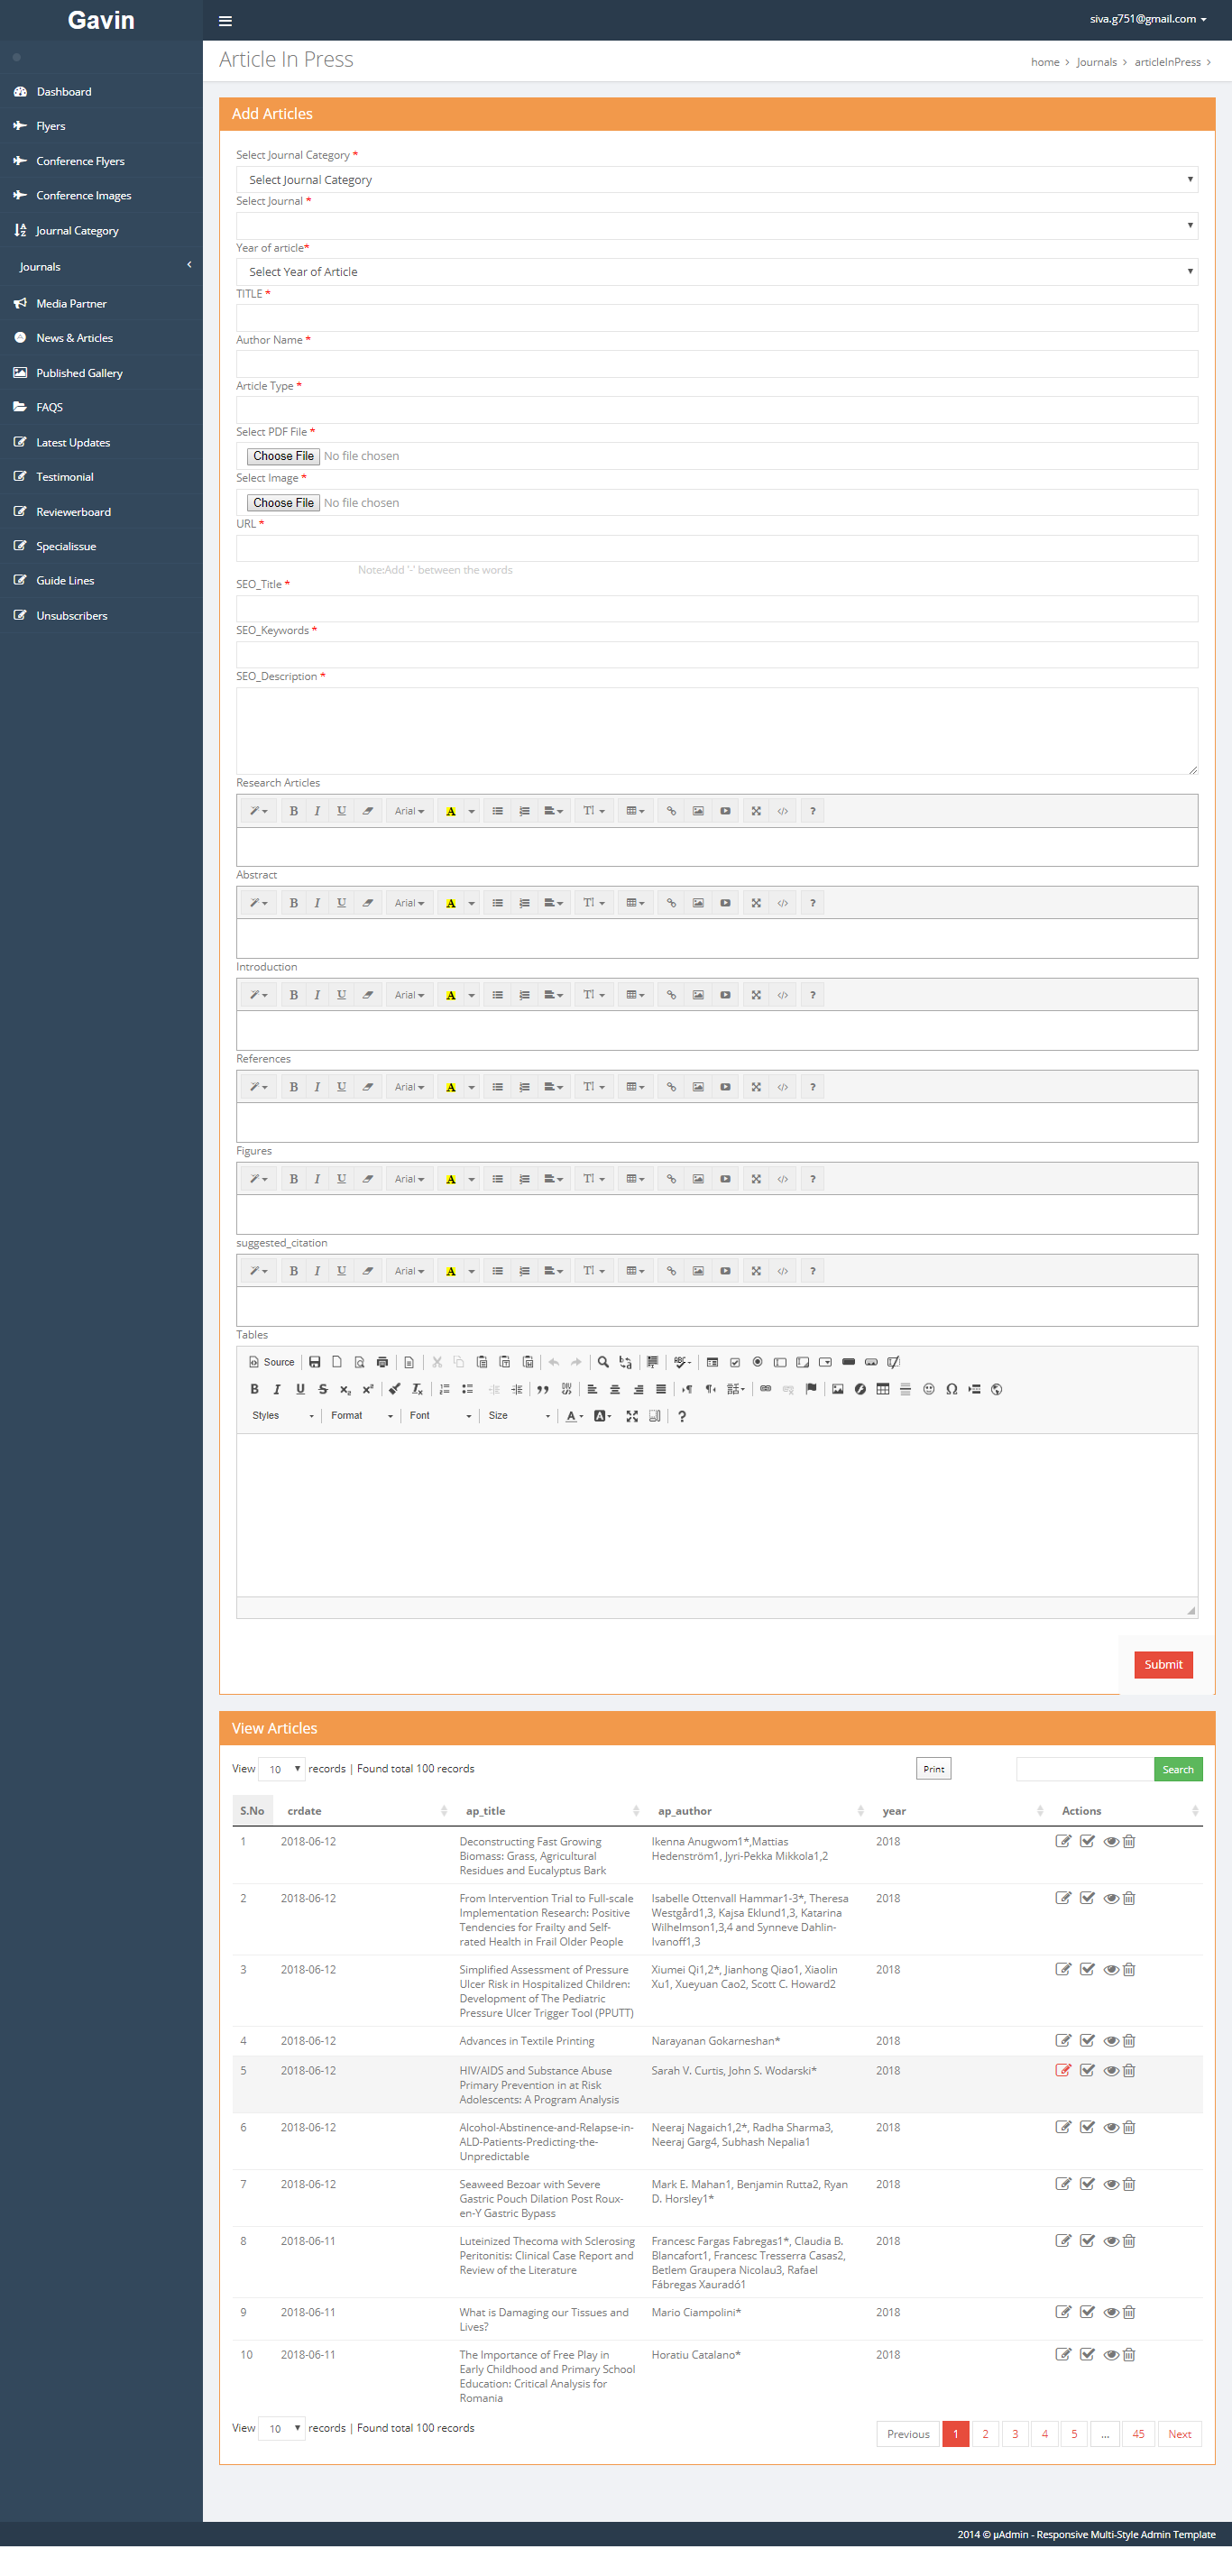 Gavin
siva.g751@gmail.com
Article In Press
home > Journals > articleInPress >
Dashboard
Flyers
Conference Flyers
Conference Images
Journal Category
Journals
Media Partner
News & Articles
Published Gallery
FAQS
Latest Updates
Testimonial
Reviewerboard
Specialissue
Guide Lines
Unsubscribers
Add Articles
Select Journal Category *
Select Journal Category
Select Journal *
Year of article*
Select Year of Article
TITLE *
Author Name *
Article Type *
Select PDF File *
Choose File No file chosen
Select Image *
Choose File No file chosen
URL *
Note:Add '-' between the words
SEO_Title *
SEO_Keywords *
SEO_Description *
Research Articles
B I U Arial A T ?
Abstract
B I U Arial A T ?
Introduction
B I U Arial A T ?
References
B I U Arial A T ?
Figures
B I U Arial A T ?
suggested_citation
B I U Arial A T ?
Tables
Source
B I U S x₂ x² Tx
Styles Format Font Size A A ?
Submit
View Articles
View 10 records | Found total 100 records Print Search
S.No crdate ap_title ap_author year Actions
1 2018-06-12 Deconstructing Fast Growing Ikenna Anugwom1*,Mattias 2018
Biomass: Grass, Agricultural Hedenström1, Jyri-Pekka Mikkola1,2
Residues and Eucalyptus Bark
2 2018-06-12 From Intervention Trial to Full-scale Isabelle Ottenvall Hammar1-3*, Theresa 2018
Implementation Research: Positive Westgård1,3, Kajsa Eklund1,3, Katarina
Tendencies for Frailty and Self- Wilhelmson1,3,4 and Synneve Dahlin-
rated Health in Frail Older People Ivanoff1,3
3 2018-06-12 Simplified Assessment of Pressure Xiumei Qi1,2*, Jianhong Qiao1, Xiaolin 2018
Ulcer Risk in Hospitalized Children: Xu1, Xueyuan Cao2, Scott C. Howard2
Development of The Pediatric
Pressure Ulcer Trigger Tool (PPUTT)
4 2018-06-12 Advances in Textile Printing Narayanan Gokarneshan* 2018
5 2018-06-12 HIV/AIDS and Substance Abuse Sarah V. Curtis, John S. Wodarski* 2018
Primary Prevention in at Risk
Adolescents: A Program Analysis
6 2018-06-12 Alcohol-Abstinence-and-Relapse-in- Neeraj Nagaich1,2*, Radha Sharma3, 2018
ALD-Patients-Predicting-the- Neeraj Garg4, Subhash Nepalia1
Unpredictable
7 2018-06-12 Seaweed Bezoar with Severe Mark E. Mahan1, Benjamin Rutta2, Ryan 2018
Gastric Pouch Dilation Post Roux- D. Horsley1*
en-Y Gastric Bypass
8 2018-06-11 Luteinized Thecoma with Sclerosing Francesc Fargas Fabregas1*, Claudia B. 2018
Peritonitis: Clinical Case Report and Blancafort1, Francesc Tresserra Casas2,
Review of the Literature Betlem Graupera Nicolau3, Rafael
Fábregas Xauradó1
9 2018-06-11 What is Damaging our Tissues and Mario Ciampolini* 2018
Lives?
10 2018-06-11 The Importance of Free Play in Horatiu Catalano* 2018
Early Childhood and Primary School
Education: Critical Analysis for
Romania
View 10 records | Found total 100 records
Previous 1 2 3 4 5 ... 45 Next
2014 © µAdmin - Responsive Multi-Style Admin Template